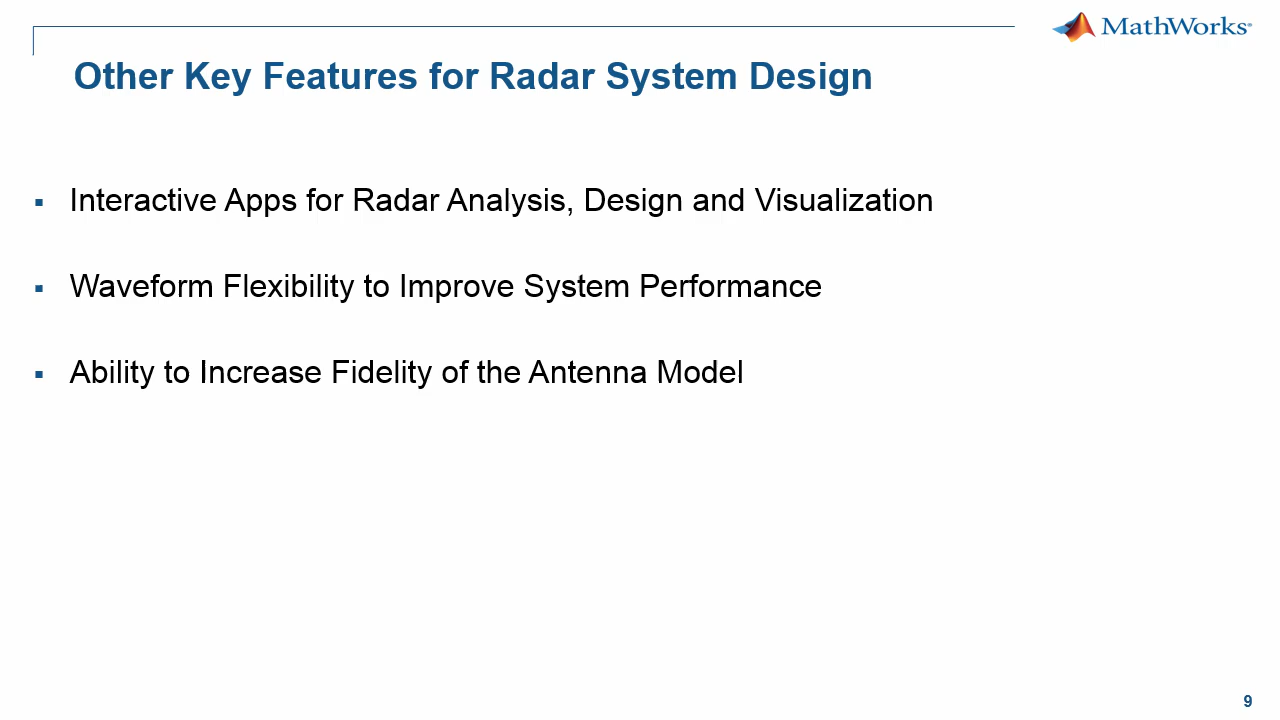 MathWorks®
Other Key Features for Radar System Design
▪ Interactive Apps for Radar Analysis, Design and Visualization
▪ Waveform Flexibility to Improve System Performance
▪ Ability to Increase Fidelity of the Antenna Model
9